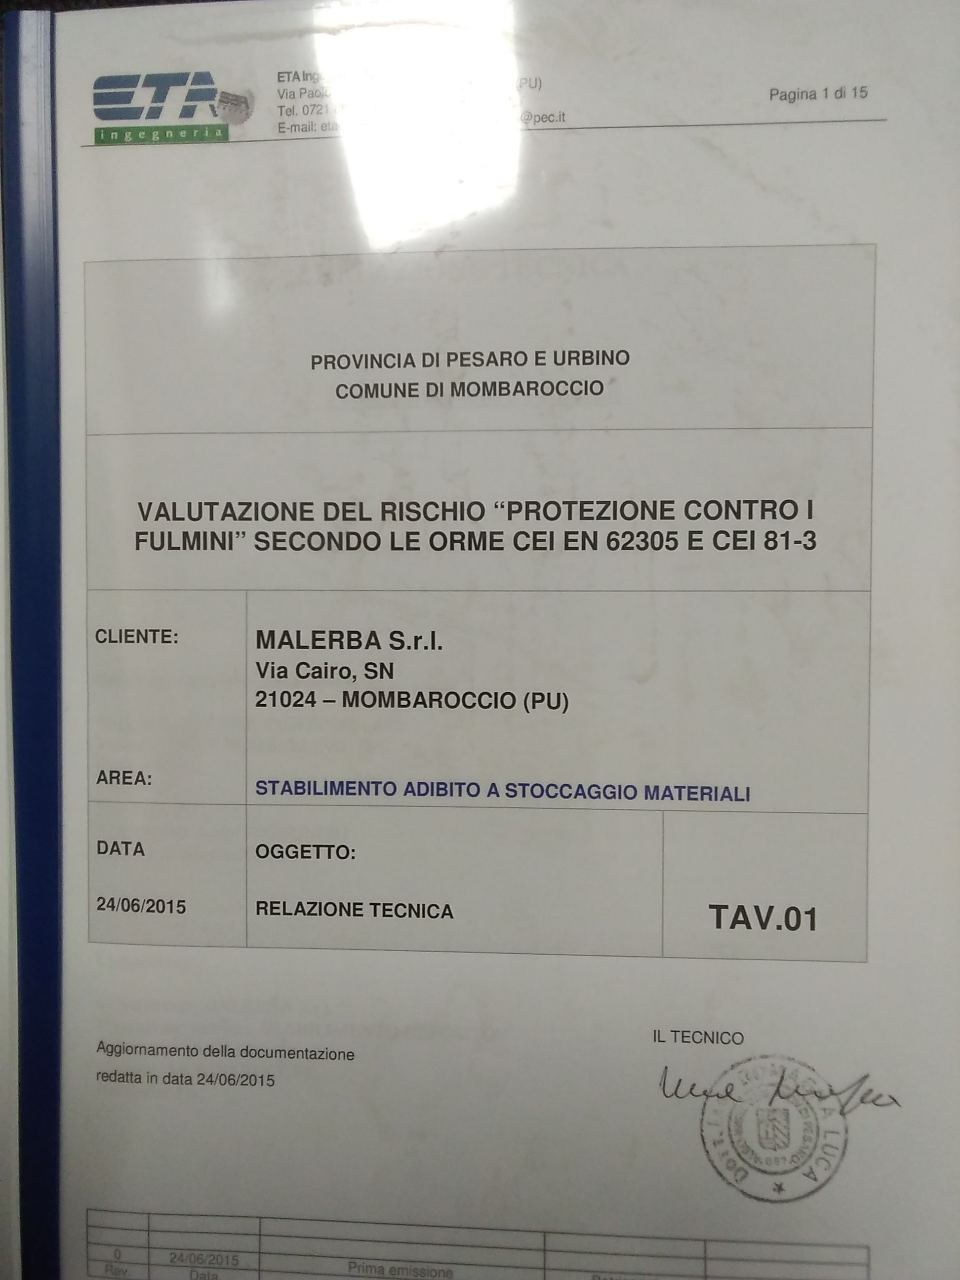 ETA
ingegneria
ETA Ing
Via Paolo (PU)
Tel. 0721
E-mail: eta @pec.it
Pagina 1 di 15
PROVINCIA DI PESARO E URBINO
COMUNE DI MOMBAROCCIO
VALUTAZIONE DEL RISCHIO “PROTEZIONE CONTRO I
FULMINI” SECONDO LE ORME CEI EN 62305 E CEI 81-3
CLIENTE:
MALERBA S.r.l.
Via Cairo, SN
21024 – MOMBAROCCIO (PU)
AREA:
STABILIMENTO ADIBITO A STOCCAGGIO MATERIALI
DATA
OGGETTO:
24/06/2015
RELAZIONE TECNICA
TAV.01
Aggiornamento della documentazione
redatta in data 24/06/2015
IL TECNICO
LUCA
0 24/06/2015 Prima emissione
Rev. Data